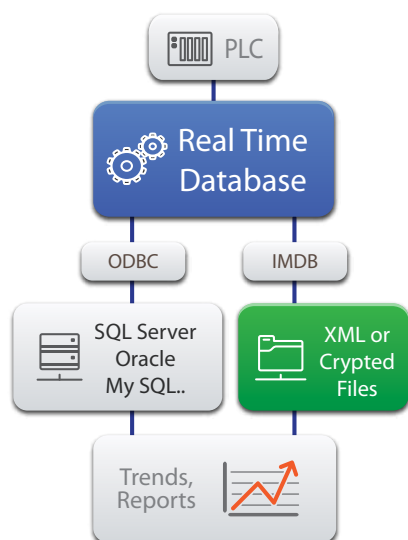 PLC
Real Time
Database
ODBC
IMDB
SQL Server
Oracle
My SQL..
XML or
Crypted
Files
Trends,
Reports